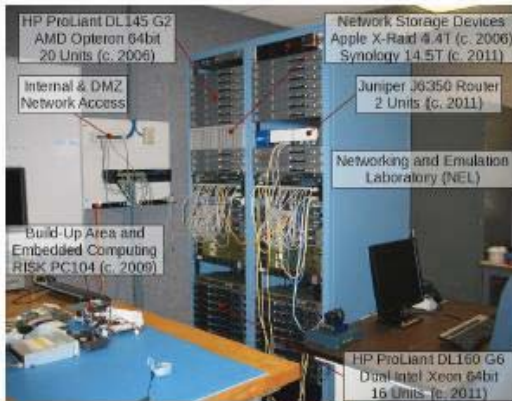 HP ProLiant DL145 G2
AMD Opteron 64bit
20 Units (c. 2006)
Network Storage Devices
Apple X-Raid 4.4T (c. 2006)
Synology 14.5T (c. 2011)
Internal & DMZ
Network Access
Juniper J6350 Router
2 Units (c. 2011)
Networking and Emulation
Laboratory (NEL)
Build-Up Area and
Embedded Computing
RISK PC104 (c. 2009)
HP ProLiant DL160 G6
Dual Intel Xeon 64bit
16 Units (c. 2011)